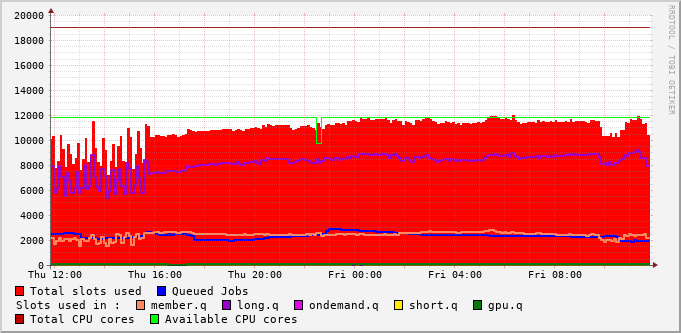 20000
18000
16000
14000
12000
10000
8000
6000
4000
2000
0
Thu 12:00 Thu 16:00 Thu 20:00 Fri 00:00 Fri 04:00 Fri 08:00
RRDTOOL / TOBI OETIKER
Total slots used Queued Jobs
Slots used in : member.q long.q ondemand.q short.q gpu.q
Total CPU cores Available CPU cores